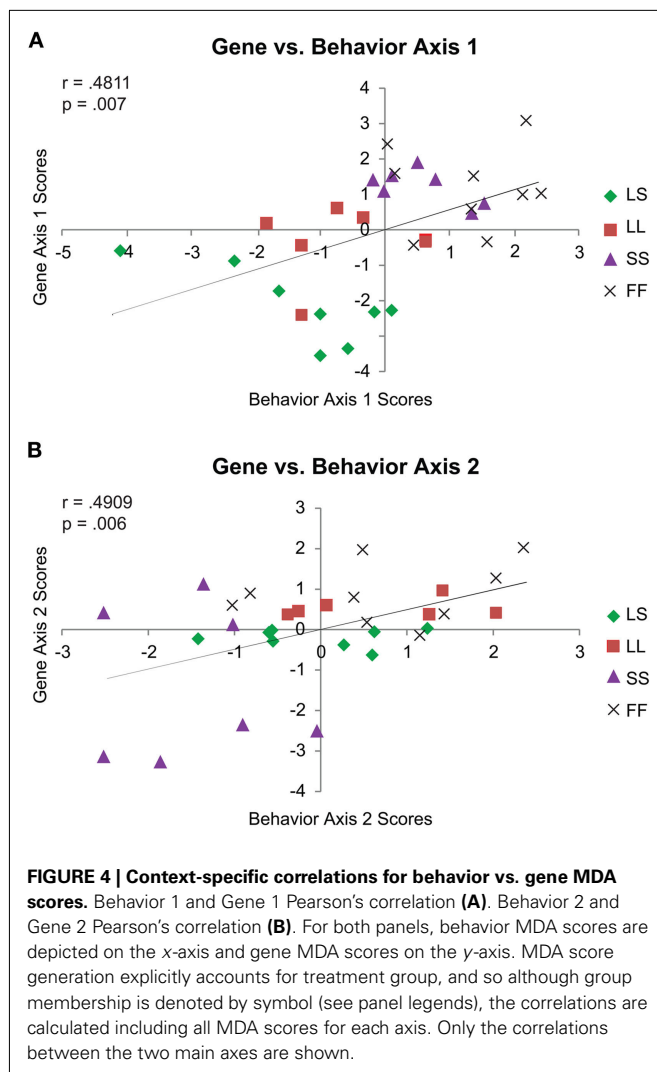 A
Gene vs. Behavior Axis 1
r = .4811
p = .007
4
3
2
1
0
-5
-4
-3
-2
-1
0
1
2
3
-1
-2
-3
-4
Gene Axis 1 Scores
Behavior Axis 1 Scores
LS
LL
SS
FF
B
Gene vs. Behavior Axis 2
r = .4909
p = .006
3
2
1
0
-3
-2
-1
0
1
2
3
-1
-2
-3
-4
Gene Axis 2 Scores
Behavior Axis 2 Scores
LS
LL
SS
FF
FIGURE 4 | Context-specific correlations for behavior vs. gene MDA
scores. Behavior 1 and Gene 1 Pearson's correlation (A). Behavior 2 and
Gene 2 Pearson's correlation (B). For both panels, behavior MDA scores are
depicted on the x-axis and gene MDA scores on the y-axis. MDA score
generation explicitly accounts for treatment group, and so although group
membership is denoted by symbol (see panel legends), the correlations are
calculated including all MDA scores for each axis. Only the correlations
between the two main axes are shown.